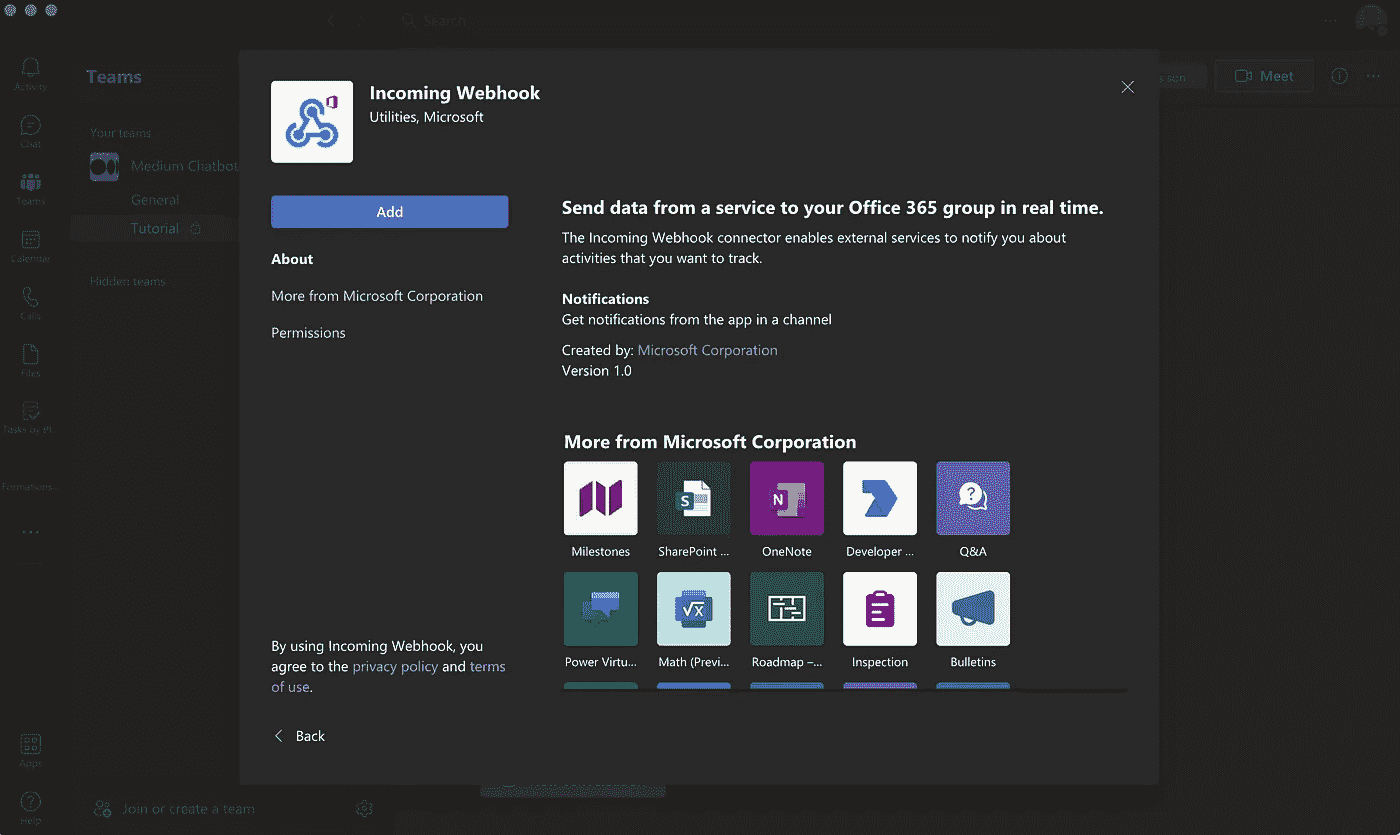 Search
Activity
Chat
Teams
Calendar
Calls
Files
Tasks by Pl...
Formations...
...
Apps
Help
Teams
Your teams
Medium Chatbot
General
Tutorial
Hidden teams
Join or create a team
Meet
Incoming Webhook
Utilities, Microsoft
Add
About
More from Microsoft Corporation
Permissions
By using Incoming Webhook, you
agree to the privacy policy and terms
of use.
Back
Send data from a service to your Office 365 group in real time.
The Incoming Webhook connector enables external services to notify you about
activities that you want to track.
Notifications
Get notifications from the app in a channel
Created by: Microsoft Corporation
Version 1.0
More from Microsoft Corporation
Milestones
SharePoint ...
OneNote
Developer ...
Q&A
Power Virtu...
Math (Previ...
Roadmap –...
Inspection
Bulletins